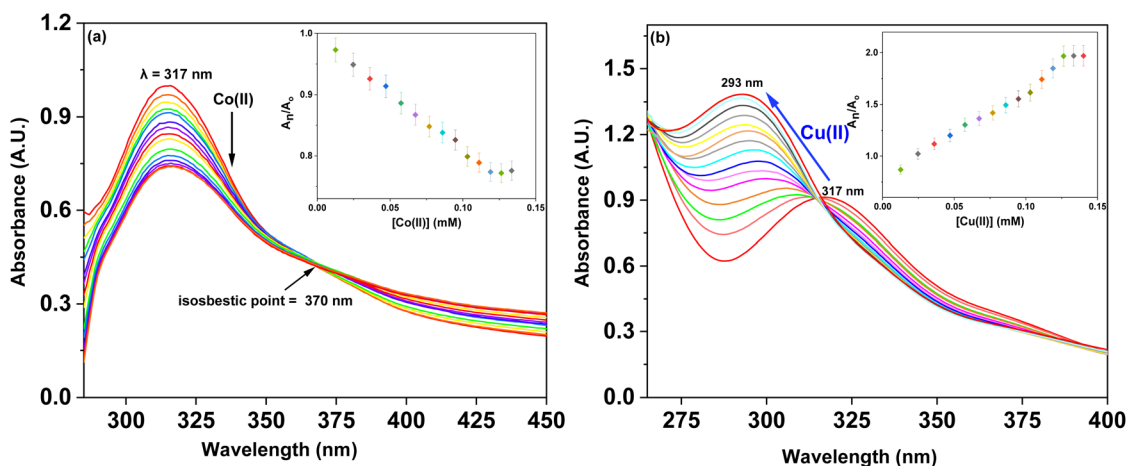 (a)
λ = 317 nm
Co(II)
isosbestic point = 370 nm
Absorbance (A.U.)
1.2
0.9
0.6
0.3
0.0
300
325
350
375
400
425
450
Wavelength (nm)
Aₙ/Aₒ
1.0
0.9
0.8
0.00
0.05
0.10
0.15
[Co(II)] (mM)
(b)
293 nm
Cu(II)
317 nm
Absorbance (A.U.)
1.5
1.2
0.9
0.6
0.3
0.0
275
300
325
350
375
400
Wavelength (nm)
Aₙ/Aₒ
2.0
1.5
1.0
0.00
0.05
0.10
0.15
[Cu(II)] (mM)